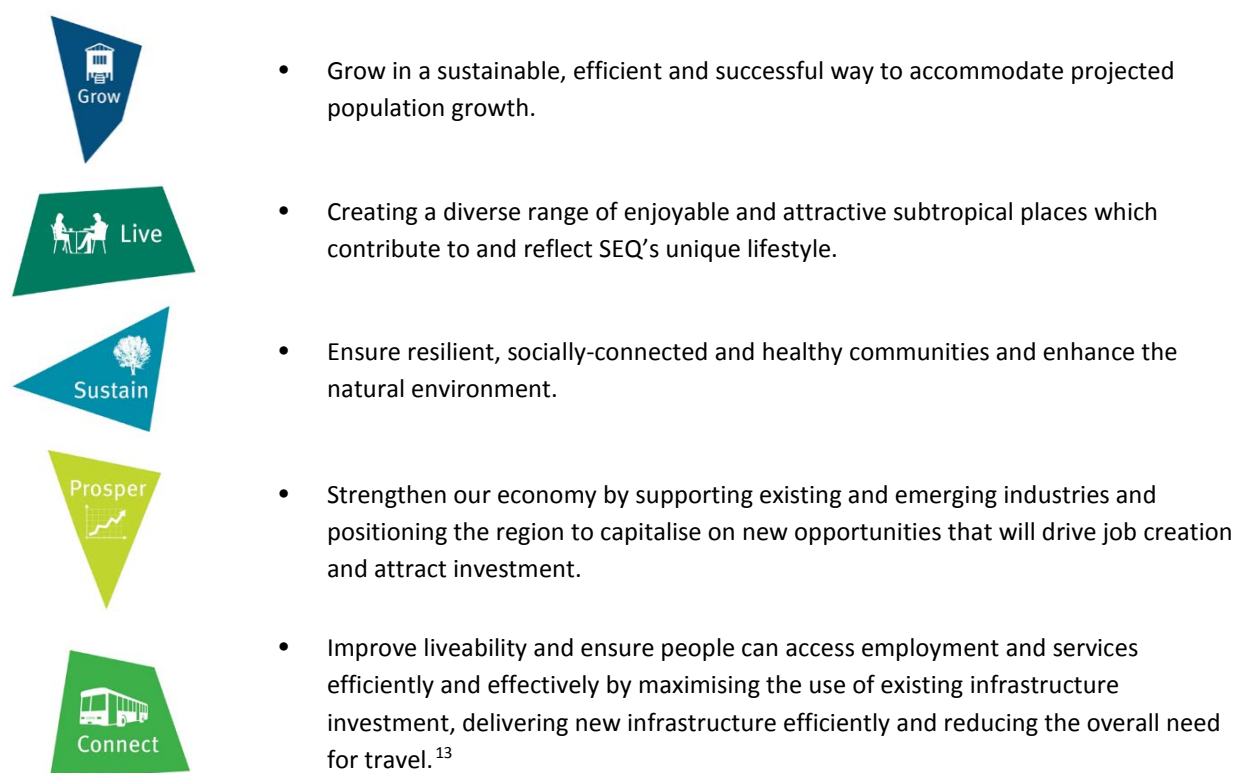 Grow
• Grow in a sustainable, efficient and successful way to accommodate projected
population growth.
Live
• Creating a diverse range of enjoyable and attractive subtropical places which
contribute to and reflect SEQ’s unique lifestyle.
Sustain
• Ensure resilient, socially-connected and healthy communities and enhance the
natural environment.
Prosper
• Strengthen our economy by supporting existing and emerging industries and
positioning the region to capitalise on new opportunities that will drive job creation
and attract investment.
Connect
• Improve liveability and ensure people can access employment and services
efficiently and effectively by maximising the use of existing infrastructure
investment, delivering new infrastructure efficiently and reducing the overall need
for travel.13